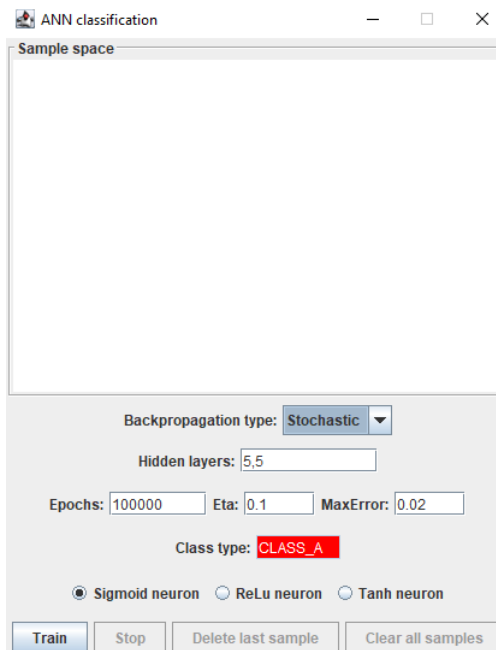 ANN classification
Sample space
Backpropagation type: Stochastic
Hidden layers: 5,5
Epochs: 100000 Eta: 0.1 MaxError: 0.02
Class type: CLASS_A
Sigmoid neuron ReLu neuron Tanh neuron
Train Stop Delete last sample Clear all samples